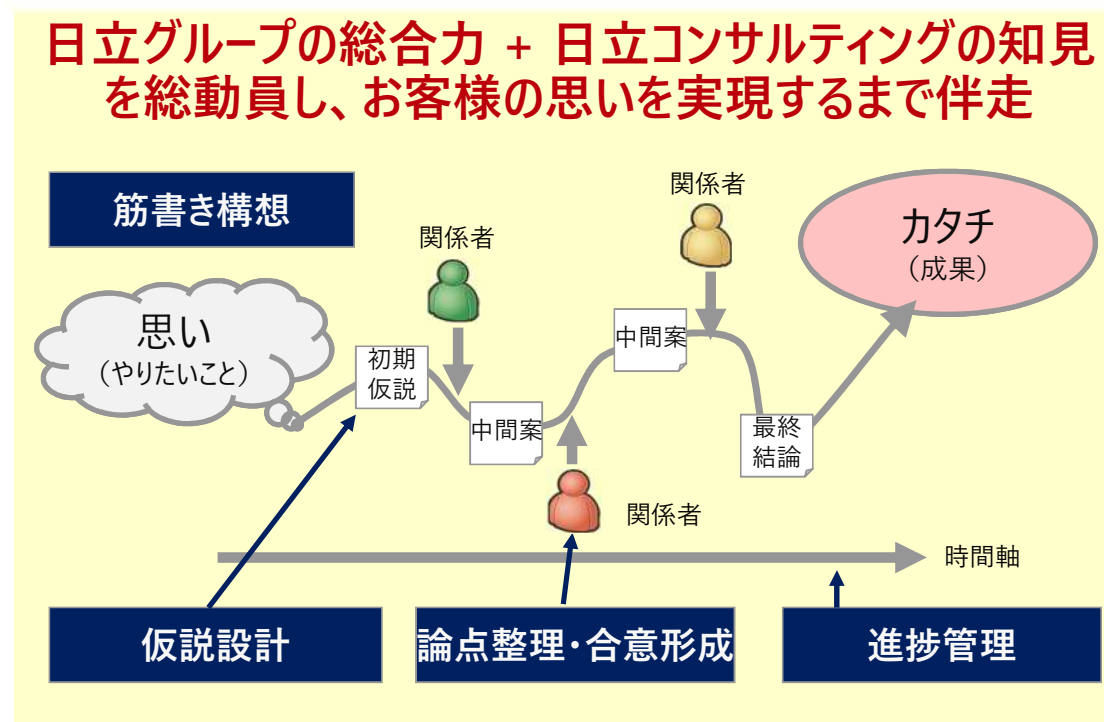 日立グループの総合力 + 日立コンサルティングの知見
を総動員し、お客様の思いを実現するまで伴走
筋書き構想
関係者
関係者
カタチ
（成果）
思い
（やりたいこと）
初期
仮説
中間案
中間案
最終
結論
関係者
時間軸
仮説設計
論点整理・合意形成
進捗管理